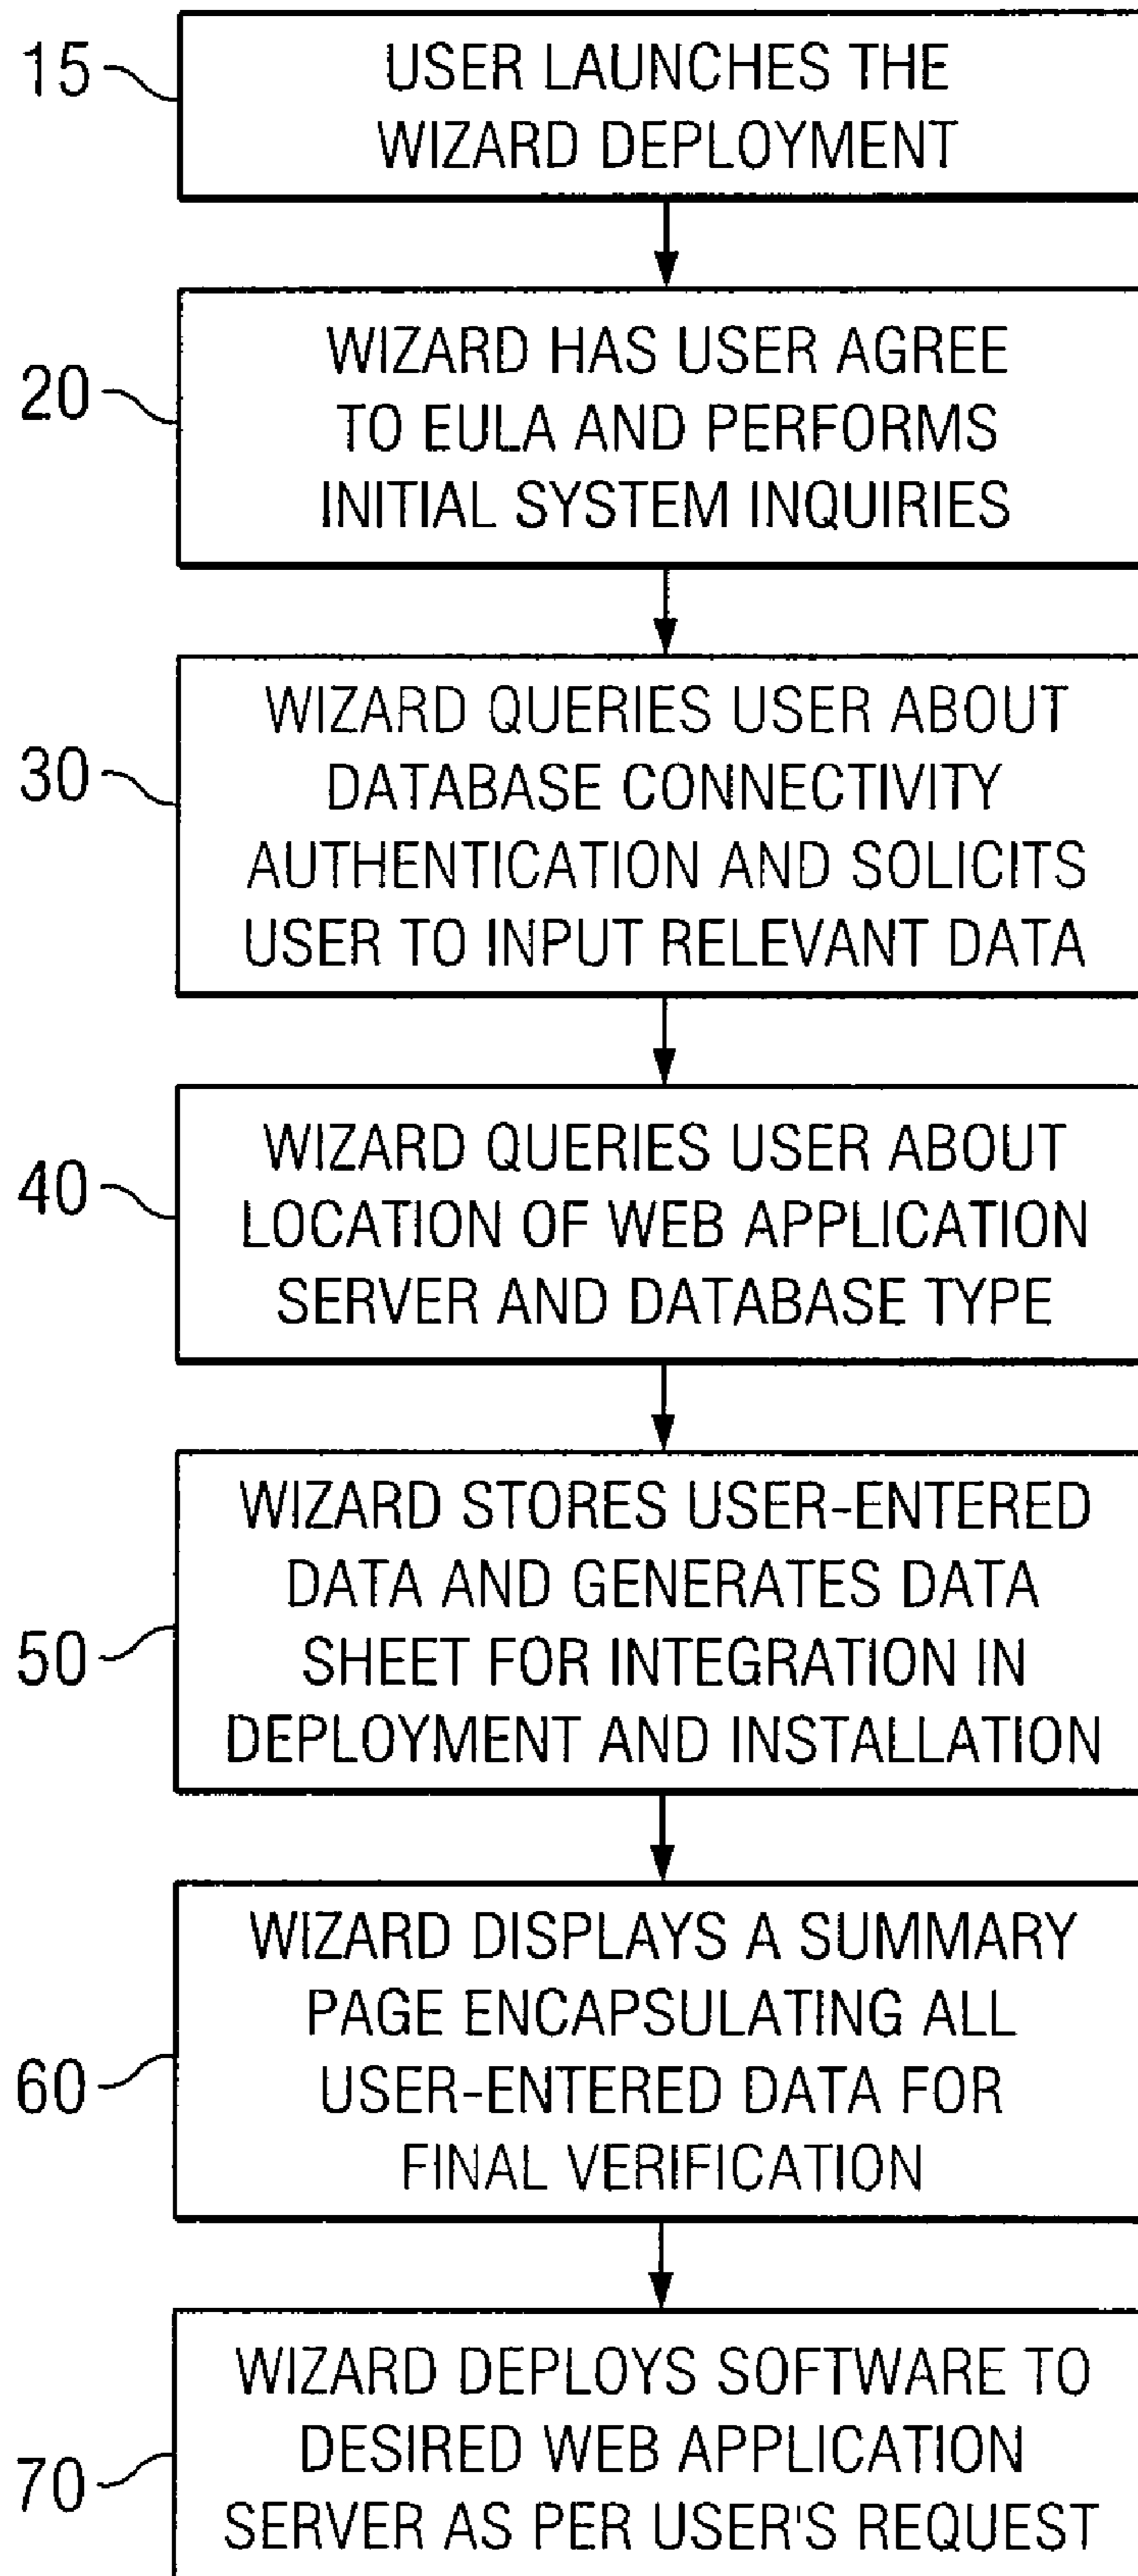 15
USER LAUNCHES THE
WIZARD DEPLOYMENT
20
WIZARD HAS USER AGREE
TO EULA AND PERFORMS
INITIAL SYSTEM INQUIRIES
30
WIZARD QUERIES USER ABOUT
DATABASE CONNECTIVITY
AUTHENTICATION AND SOLICITS
USER TO INPUT RELEVANT DATA
40
WIZARD QUERIES USER ABOUT
LOCATION OF WEB APPLICATION
SERVER AND DATABASE TYPE
50
WIZARD STORES USER-ENTERED
DATA AND GENERATES DATA
SHEET FOR INTEGRATION IN
DEPLOYMENT AND INSTALLATION
60
WIZARD DISPLAYS A SUMMARY
PAGE ENCAPSULATING ALL
USER-ENTERED DATA FOR
FINAL VERIFICATION
70
WIZARD DEPLOYS SOFTWARE TO
DESIRED WEB APPLICATION
SERVER AS PER USER'S REQUEST